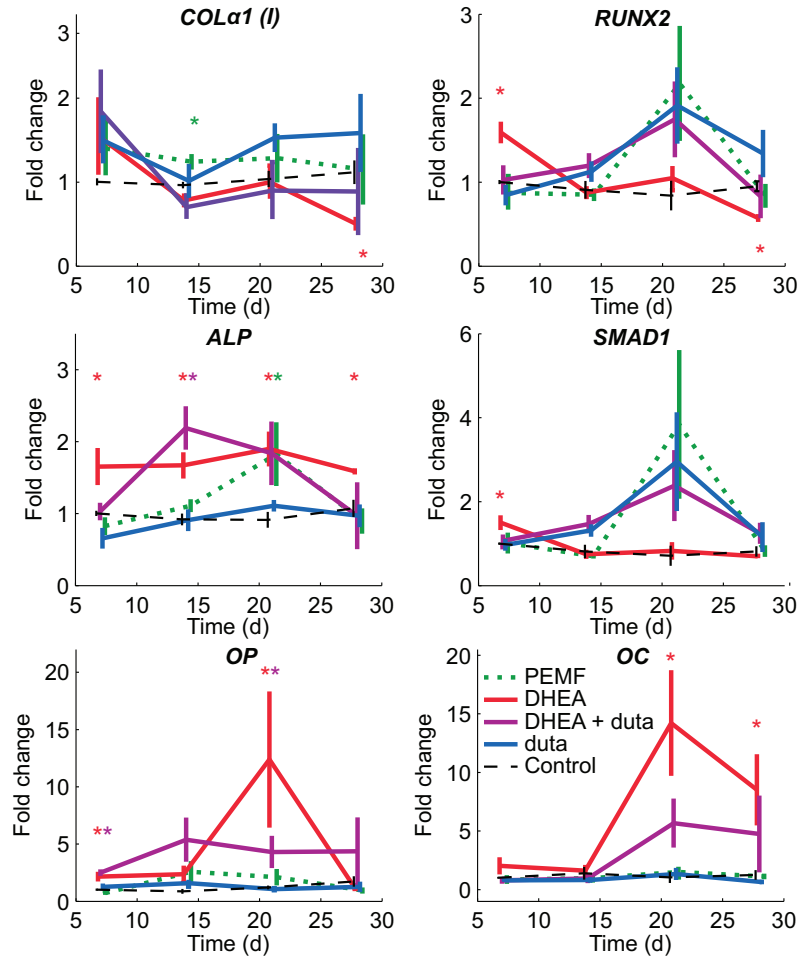 COLα1 (I)
3
2
1
0
Fold change
*
*
5 10 15 20 25 30
Time (d)
RUNX2
3
2
1
0
Fold change
*
*
5 10 15 20 25 30
Time (d)
ALP
3
2
1
0
Fold change
* ** ** *
5 10 15 20 25 30
Time (d)
SMAD1
6
4
2
0
Fold change
*
5 10 15 20 25 30
Time (d)
OP
20
15
10
5
0
Fold change
**
**
5 10 15 20 25 30
Time (d)
OC
20
15
10
5
0
Fold change
*
*
PEMF
DHEA
DHEA + duta
duta
Control
5 10 15 20 25 30
Time (d)